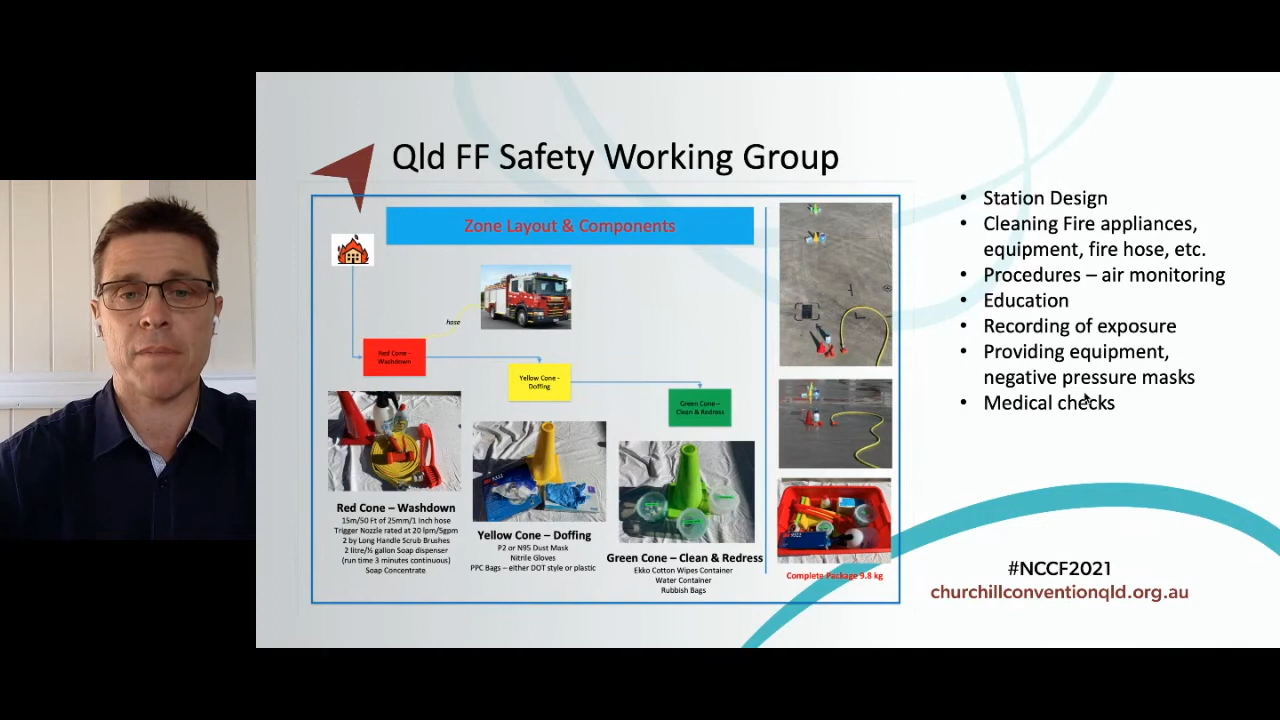 Qld FF Safety Working Group
Zone Layout & Components
hose
Red Cone -
Washdown
Yellow Cone -
Doffing
Green Cone –
Clean & Redress
Red Cone – Washdown
15m/50 Ft of 25mm/1 Inch hose
Trigger Nozzle rated at 20 lpm/5gpm
2 by Long Handle Scrub Brushes
2 litre/½ gallon Soap dispenser
(run time 3 minutes continuous)
Soap Concentrate
Yellow Cone – Doffing
P2 or N95 Dust Mask
Nitrile Gloves
PPC Bags – either DOT style or plastic
Green Cone – Clean & Redress
Ekko Cotton Wipes Container
Water Container
Rubbish Bags
Complete Package 9.8 kg
• Station Design
• Cleaning Fire appliances,
equipment, fire hose, etc.
• Procedures – air monitoring
• Education
• Recording of exposure
• Providing equipment,
negative pressure masks
• Medical checks
#NCCF2021
churchillconventionqld.org.au